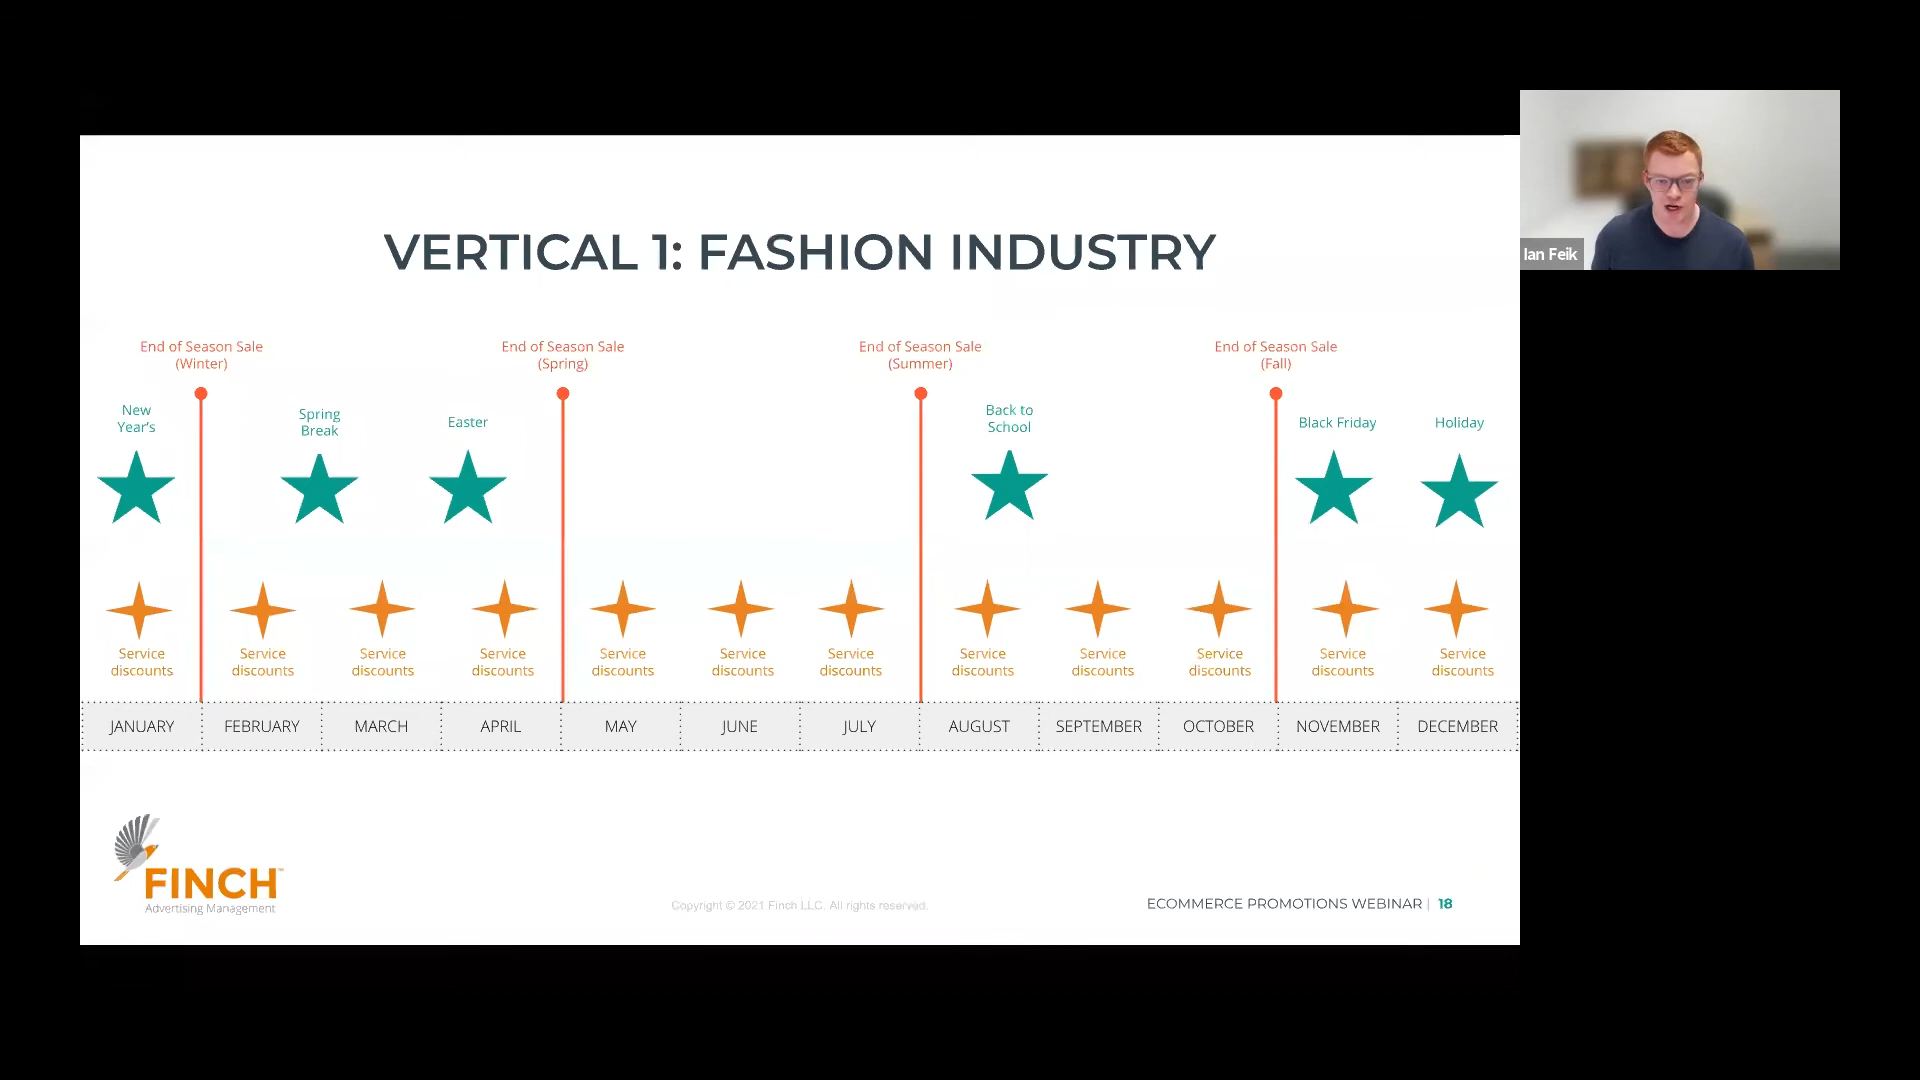 Ian Feik
VERTICAL 1: FASHION INDUSTRY
End of Season Sale
(Winter)
End of Season Sale
(Spring)
End of Season Sale
(Summer)
End of Season Sale
(Fall)
New
Year's
Spring
Break
Easter
Back to
School
Black Friday
Holiday
Service
discounts
Service
discounts
Service
discounts
Service
discounts
Service
discounts
Service
discounts
Service
discounts
Service
discounts
Service
discounts
Service
discounts
Service
discounts
Service
discounts
JANUARY
FEBRUARY
MARCH
APRIL
MAY
JUNE
JULY
AUGUST
SEPTEMBER
OCTOBER
NOVEMBER
DECEMBER
FINCH™
Advertising Management
Copyright © 2021 Finch LLC. All rights reserved.
ECOMMERCE PROMOTIONS WEBINAR | 18